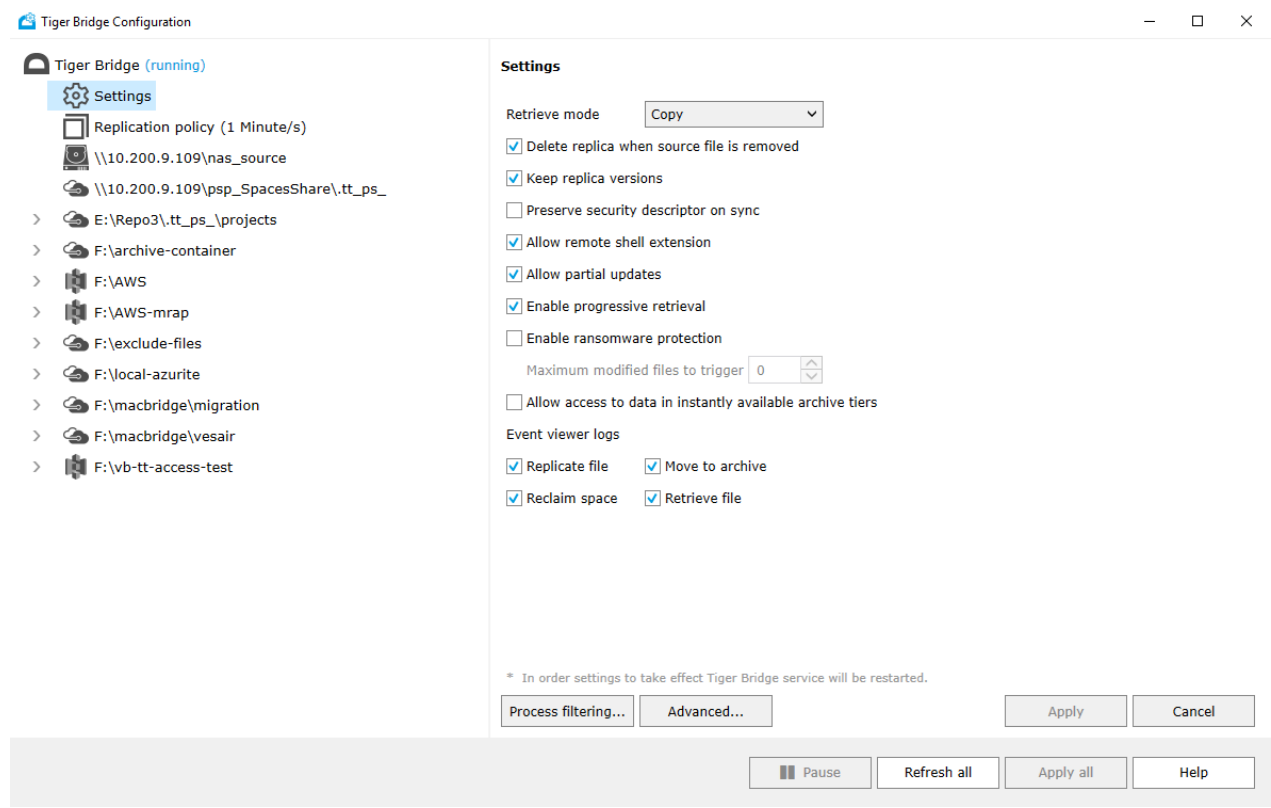 Tiger Bridge Configuration
Tiger Bridge (running)
Settings
Replication policy (1 Minute/s)
\\10.200.9.109\nas_source
\\10.200.9.109\psp_SpacesShare\.tt_ps_
E:\Repo3\.tt_ps_\projects
F:\archive-container
F:\AWS
F:\AWS-mrap
F:\exclude-files
F:\local-azurite
F:\macbridge\migration
F:\macbridge\vesair
F:\vb-tt-access-test
Settings
Retrieve mode Copy
Delete replica when source file is removed
Keep replica versions
Preserve security descriptor on sync
Allow remote shell extension
Allow partial updates
Enable progressive retrieval
Enable ransomware protection
Maximum modified files to trigger 0
Allow access to data in instantly available archive tiers
Event viewer logs
Replicate file Move to archive
Reclaim space Retrieve file
* In order settings to take effect Tiger Bridge service will be restarted.
Process filtering... Advanced... Apply Cancel
Pause Refresh all Apply all Help